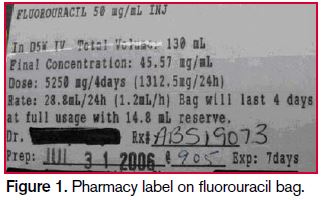 FLUOROURACIL 50 mg/mL INJ
In D5W IV Total Volume: 130 mL
Final Concentration: 45.57 mg/mL
Dose: 5250 mg/4days (1312.5mg/24h)
Rate: 28.8mL/24h (1.2mL/h) Bag will last 4 days
at full usage with 14.8 mL reserve.
Dr. Rx# ABS19073
Prep: JUL 31 2006 @ 905 Exp: 7days
Figure 1. Pharmacy label on fluorouracil bag.